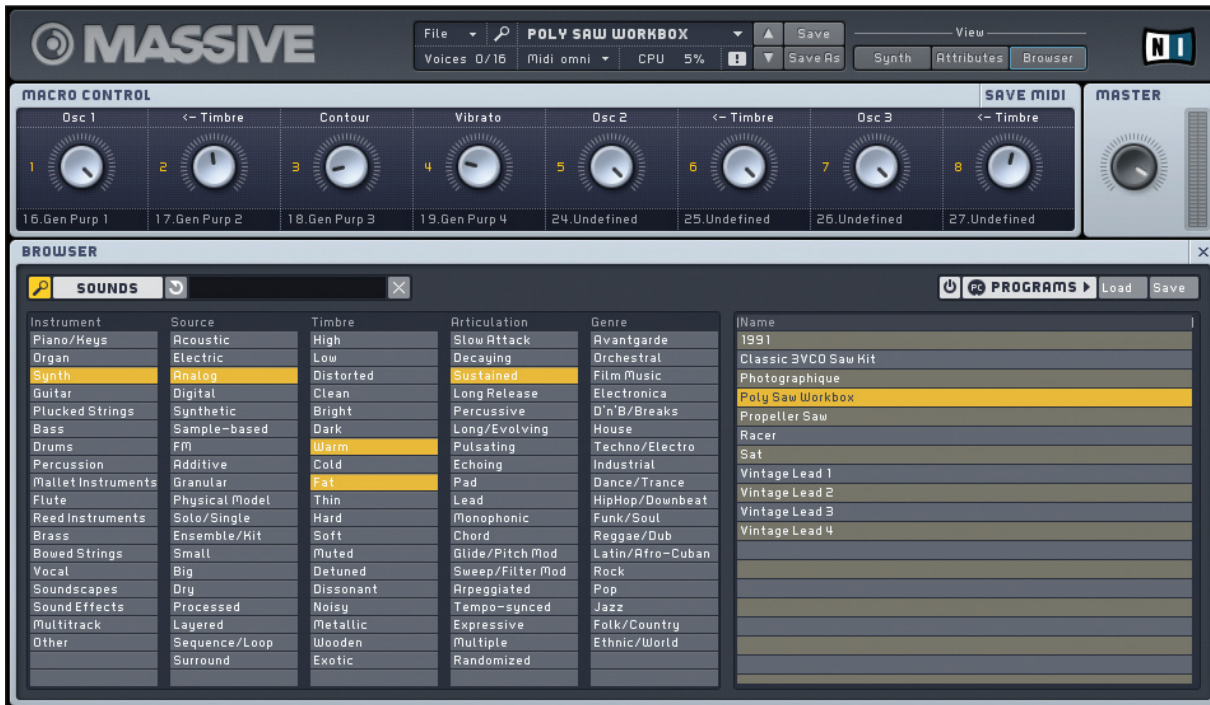 MASSIVE
File POLY SAW WORKBOX Save View
Voices 0/16 Midi omni CPU 5% ! Save As Synth Attributes Browser
NI
MACRO CONTROL SAVE MIDI MASTER
Osc 1 <- Timbre Contour Vibrato Osc 2 <- Timbre Osc 3 <- Timbre
1 2 3 4 5 6 7 8
16.Gen Purp 1 17.Gen Purp 2 18.Gen Purp 3 19.Gen Purp 4 24.Undefined 25.Undefined 26.Undefined 27.Undefined
BROWSER X
SOUNDS X PC PROGRAMS Load Save
Instrument
Piano/Keys
Organ
Synth
Guitar
Plucked Strings
Bass
Drums
Percussion
Mallet Instruments
Flute
Reed Instruments
Brass
Bowed Strings
Vocal
Soundscapes
Sound Effects
Multitrack
Other
Source
Acoustic
Electric
Analog
Digital
Synthetic
Sample-based
FM
Additive
Granular
Physical Model
Solo/Single
Ensemble/Kit
Small
Big
Dry
Processed
Layered
Sequence/Loop
Surround
Timbre
High
Low
Distorted
Clean
Bright
Dark
Warm
Cold
Fat
Thin
Hard
Soft
Muted
Detuned
Dissonant
Noisy
Metallic
Wooden
Exotic
Articulation
Slow Attack
Decaying
Sustained
Long Release
Percussive
Long/Evolving
Pulsating
Echoing
Pad
Lead
Monophonic
Chord
Glide/Pitch Mod
Sweep/Filter Mod
Arpeggiated
Tempo-synced
Expressive
Multiple
Randomized
Genre
Avantgarde
Orchestral
Film Music
Electronica
D'n'B/Breaks
House
Techno/Electro
Industrial
Dance/Trance
HipHop/Downbeat
Funk/Soul
Reggae/Dub
Latin/Afro-Cuban
Rock
Pop
Jazz
Folk/Country
Ethnic/World
Name
1991
Classic 3VCO Saw Kit
Photographique
Poly Saw Workbox
Propeller Saw
Racer
Sat
Vintage Lead 1
Vintage Lead 2
Vintage Lead 3
Vintage Lead 4